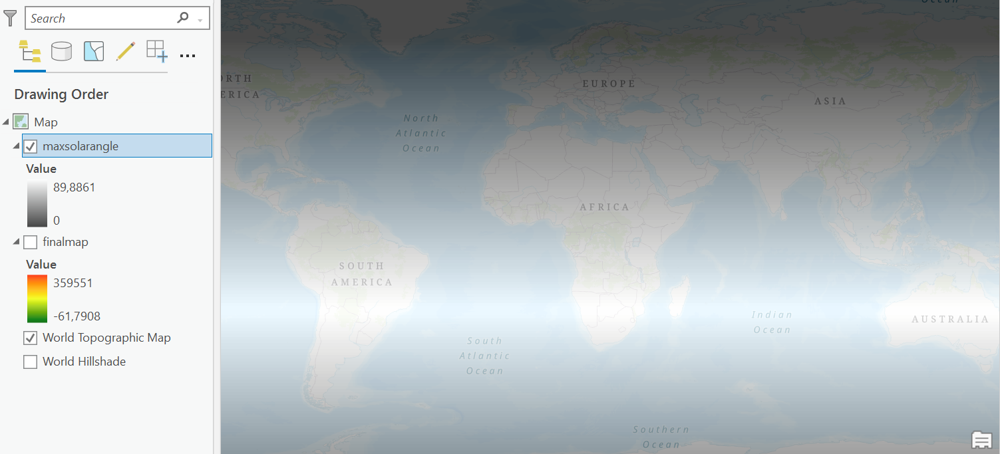 Search
Drawing Order
Map
maxsolarangle
Value
89,8861
0
finalmap
Value
359551
-61,7908
World Topographic Map
World Hillshade
Ocean
ORTH
ERICA
EUROPE
ASIA
North
Atlantic
Ocean
AFRICA
SOUTH
AMERICA
Indian
Ocean
AUSTRALIA
South
Atlantic
Ocean
Southern
Ocean